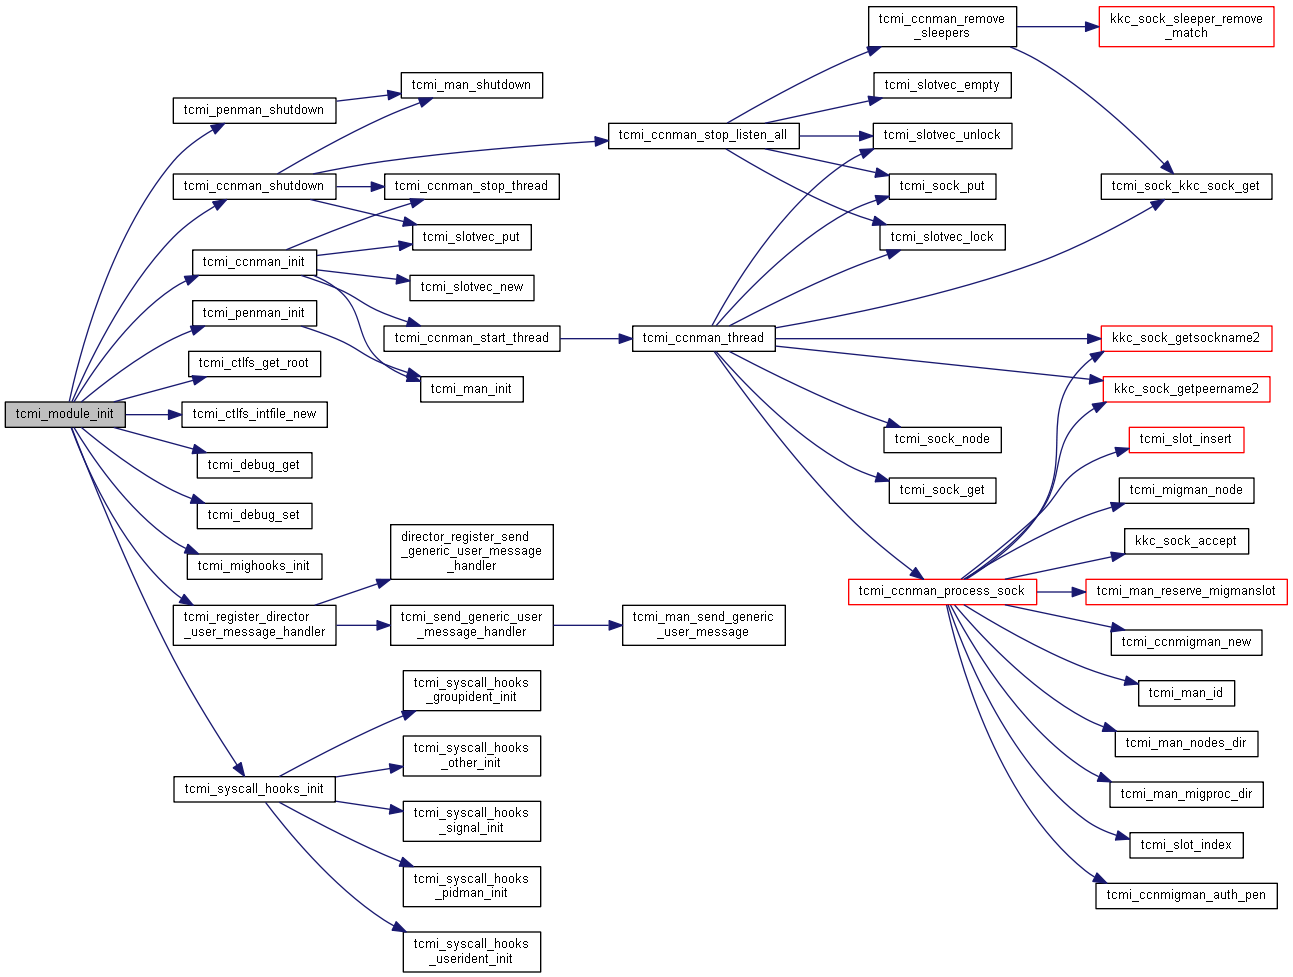 tcmi_module_init
tcmi_penman_shutdown
tcmi_ccnman_shutdown
tcmi_ccnman_init
tcmi_penman_init
tcmi_ctlfs_get_root
tcmi_ctlfs_intfile_new
tcmi_debug_get
tcmi_debug_set
tcmi_mighooks_init
tcmi_register_director
_user_message_handler
tcmi_syscall_hooks_init
tcmi_man_shutdown
tcmi_ccnman_stop_thread
tcmi_slotvec_put
tcmi_slotvec_new
tcmi_ccnman_start_thread
tcmi_man_init
director_register_send
_generic_user_message
_handler
tcmi_send_generic_user
_message_handler
tcmi_syscall_hooks
_groupident_init
tcmi_syscall_hooks
_other_init
tcmi_syscall_hooks
_signal_init
tcmi_syscall_hooks
_pidman_init
tcmi_syscall_hooks
_userident_init
tcmi_ccnman_stop_listen_all
tcmi_ccnman_thread
tcmi_man_send_generic
_user_message
tcmi_ccnman_remove
_sleepers
tcmi_slotvec_empty
tcmi_slotvec_unlock
tcmi_sock_put
tcmi_slotvec_lock
tcmi_sock_node
tcmi_sock_get
tcmi_ccnman_process_sock
kkc_sock_sleeper_remove
_match
tcmi_sock_kkc_sock_get
kkc_sock_getsockname2
kkc_sock_getpeername2
tcmi_slot_insert
tcmi_migman_node
kkc_sock_accept
tcmi_man_reserve_migmanslot
tcmi_ccnmigman_new
tcmi_man_id
tcmi_man_nodes_dir
tcmi_man_migproc_dir
tcmi_slot_index
tcmi_ccnmigman_auth_pen